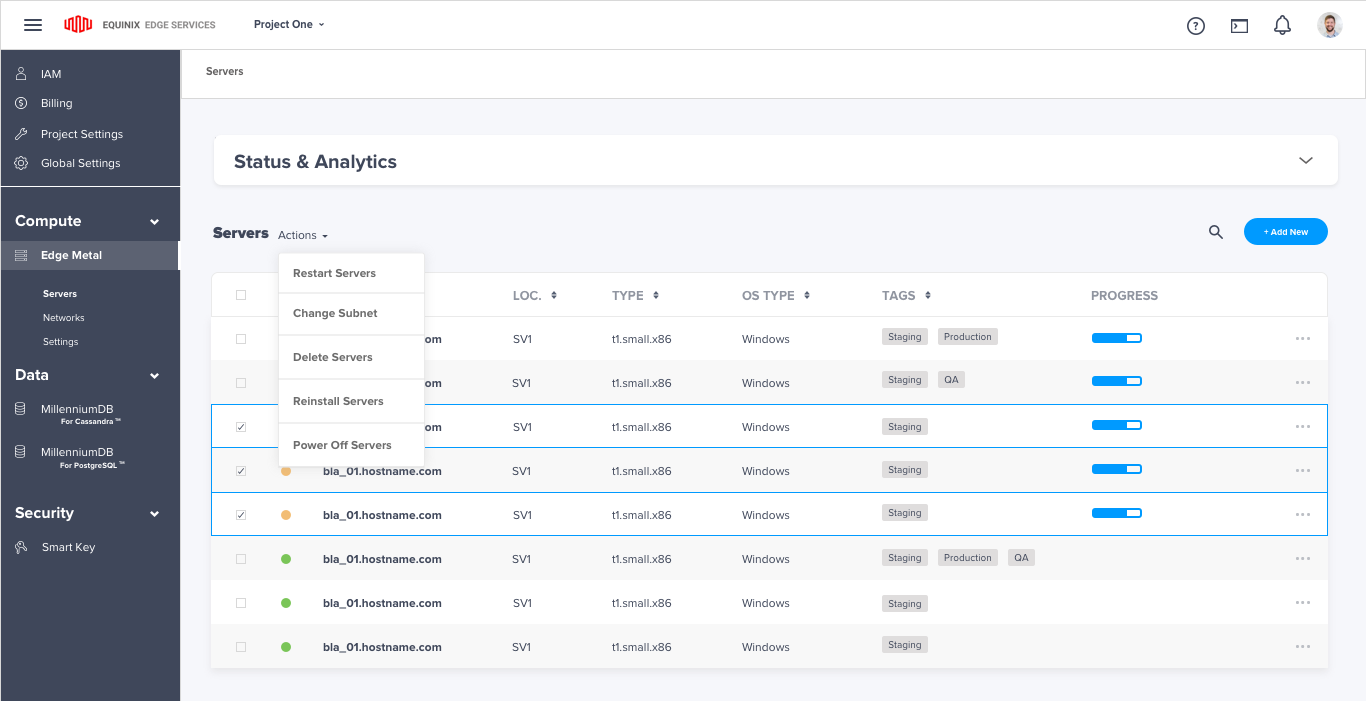 EQUINIX EDGE SERVICES
Project One
?
IAM
$ Billing
Project Settings
Global Settings
Compute
Edge Metal
Servers
Networks
Settings
Data
MillenniumDB
For Cassandra ™
MillenniumDB
For PostgreSQL ™
Security
Smart Key
Servers
Status & Analytics
Servers Actions
+ Add New
Restart Servers
Change Subnet
Delete Servers
Reinstall Servers
Power Off Servers
LOC. TYPE OS TYPE TAGS PROGRESS
om SV1 t1.small.x86 Windows Staging Production
om SV1 t1.small.x86 Windows Staging QA
om SV1 t1.small.x86 Windows Staging
bla_01.hostname.com SV1 t1.small.x86 Windows Staging
bla_01.hostname.com SV1 t1.small.x86 Windows Staging
bla_01.hostname.com SV1 t1.small.x86 Windows Staging Production QA
bla_01.hostname.com SV1 t1.small.x86 Windows Staging
bla_01.hostname.com SV1 t1.small.x86 Windows Staging